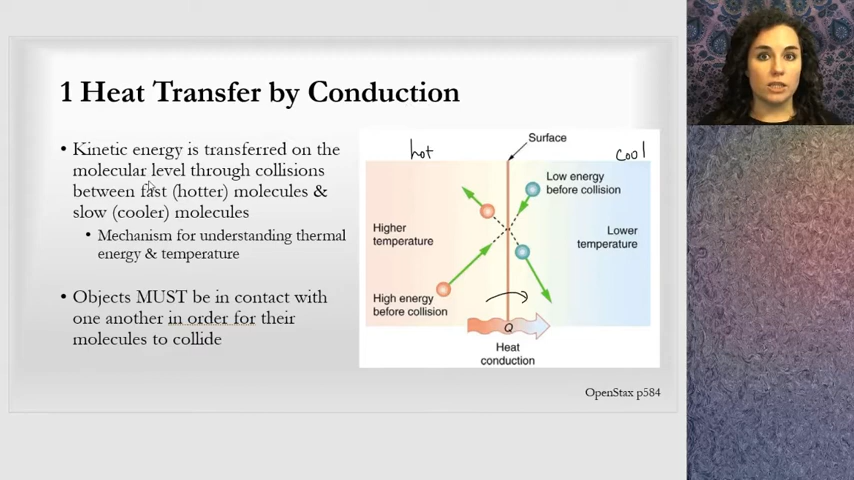 1 Heat Transfer by Conduction
• Kinetic energy is transferred on the
molecular level through collisions
between fast (hotter) molecules &
slow (cooler) molecules
• Mechanism for understanding thermal
energy & temperature
• Objects MUST be in contact with
one another in order for their
molecules to collide
hot
Surface
cool
Low energy
before collision
Higher
temperature
Lower
temperature
High energy
before collision
Q
Heat
conduction
OpenStax p584